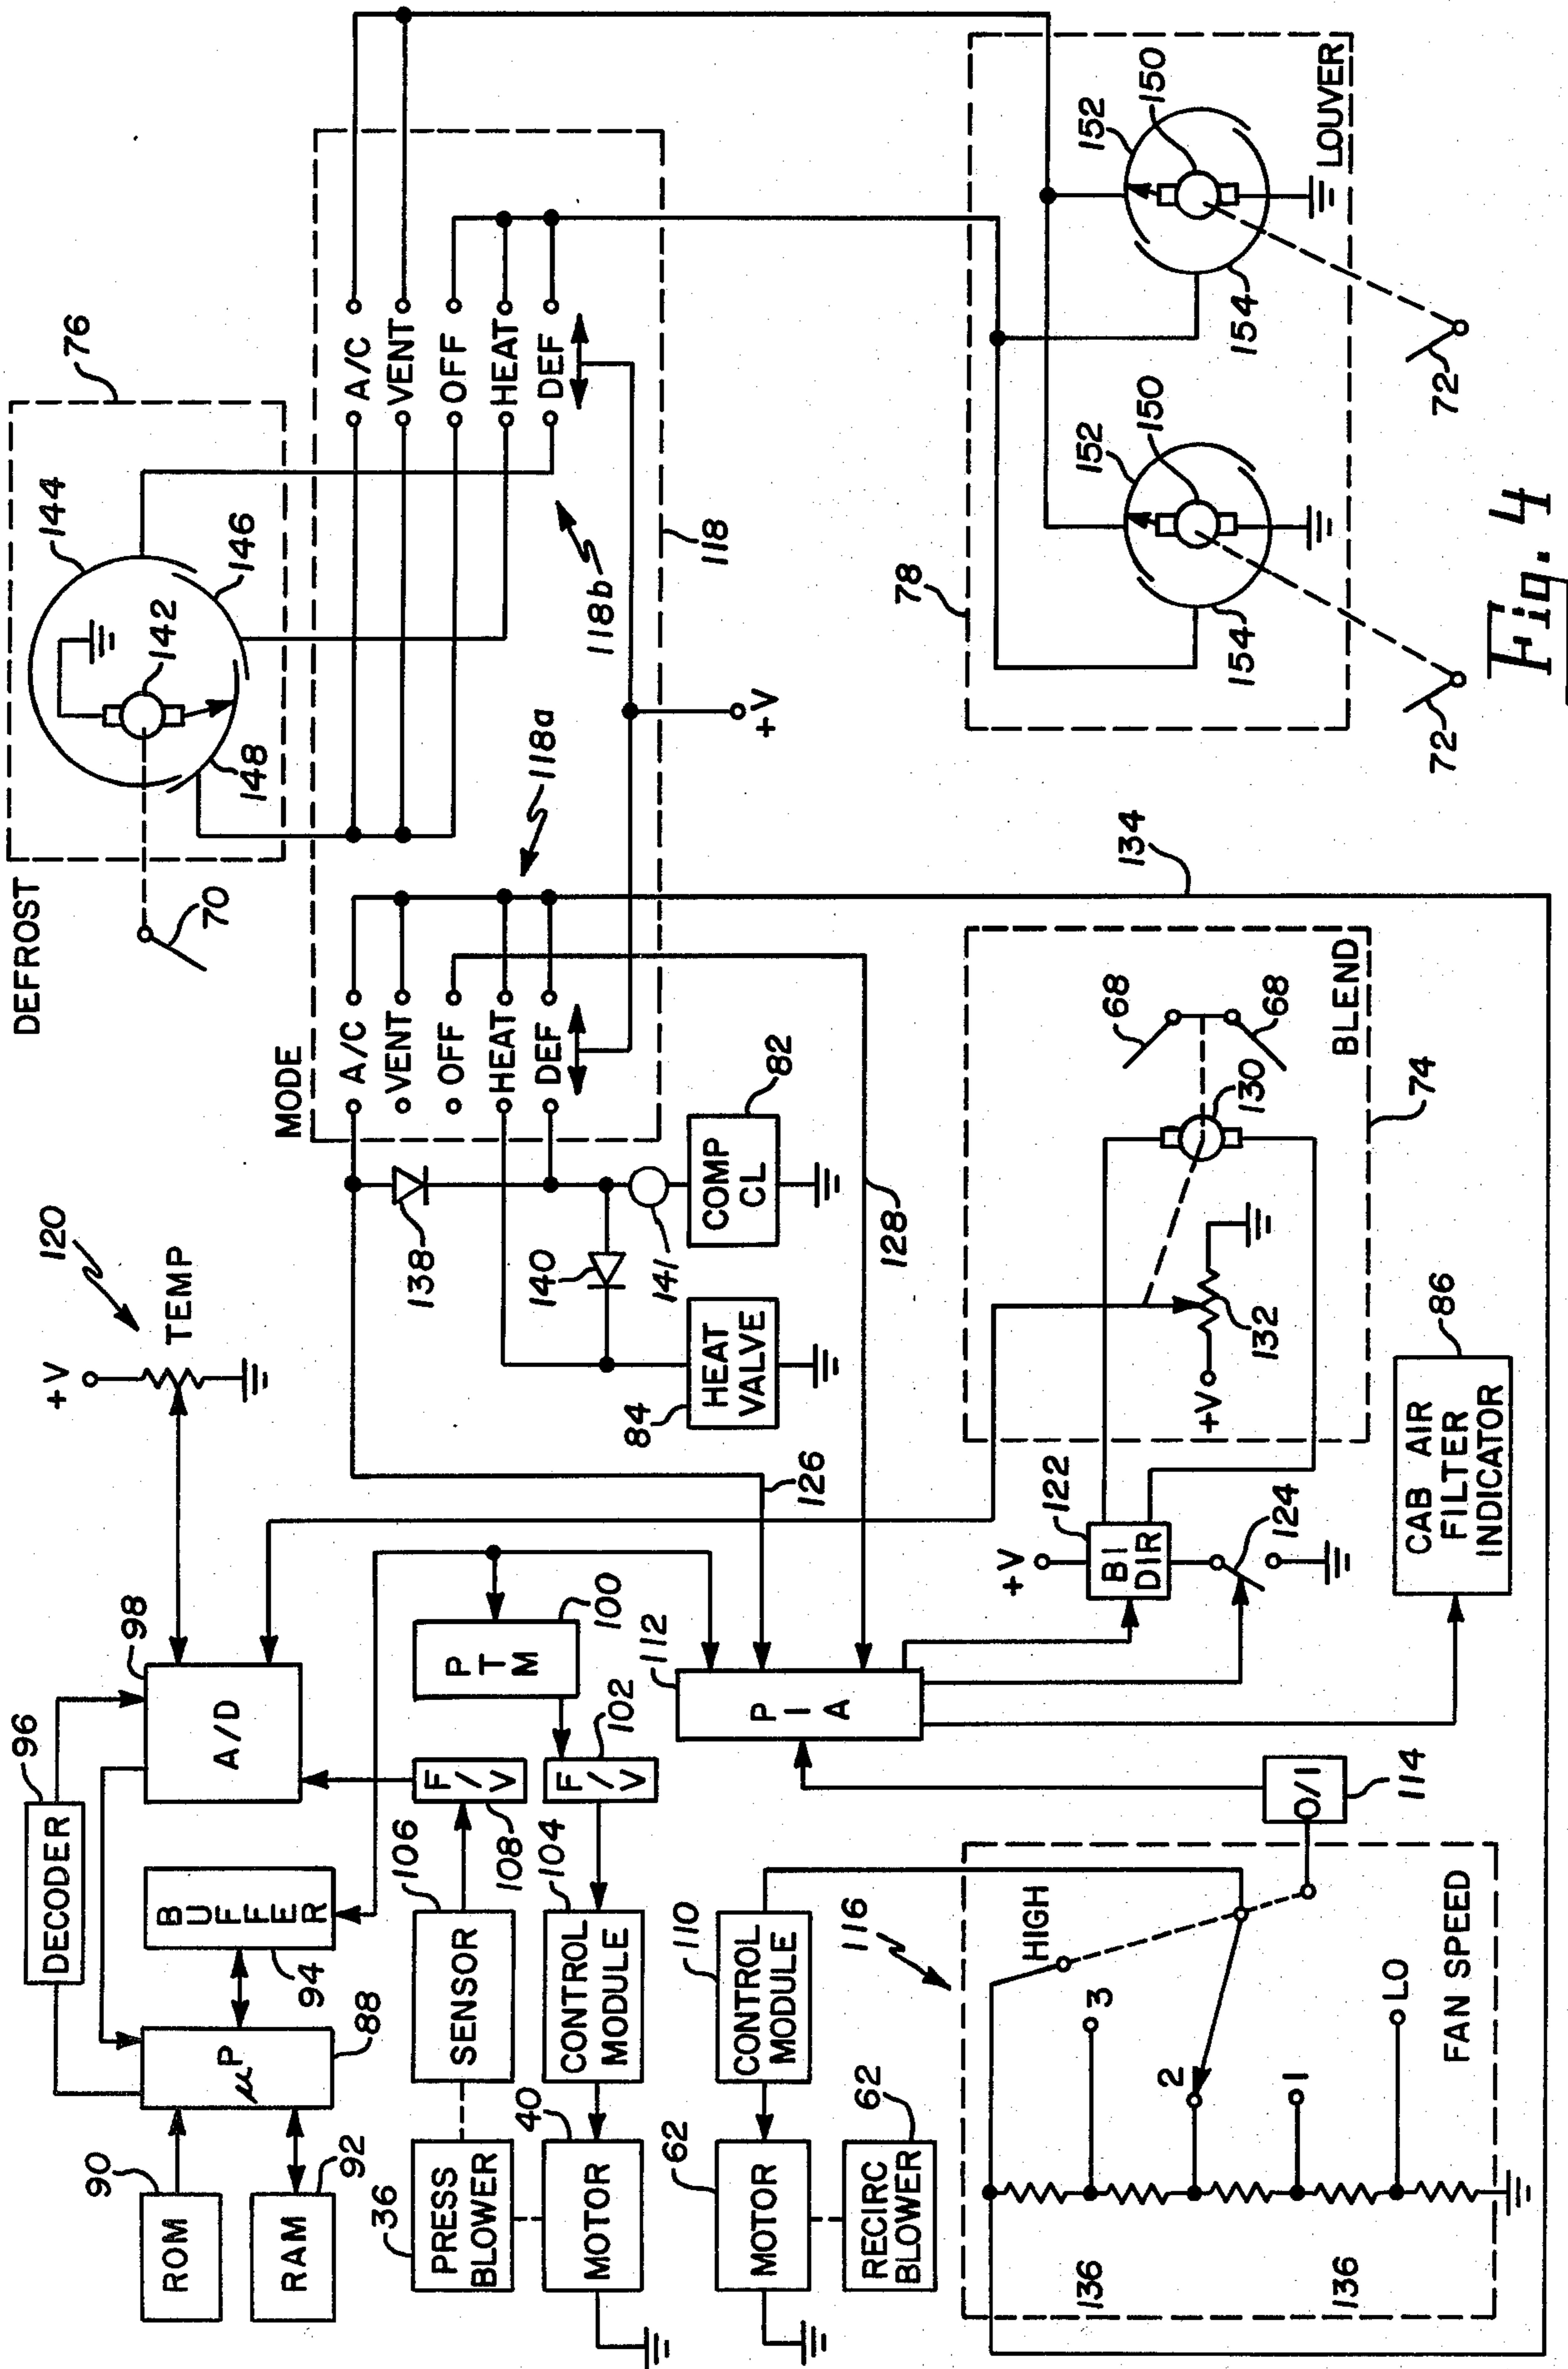 90
ROM
RAM
92
μP
88
DECODER
96
BUFFER
94
A/D
98
+V
TEMP
120
36
PRESS
BLOWER
SENSOR
106
F/V
108
PTM
100
40
MOTOR
CONTROL
MODULE
104
F/V
102
62
MOTOR
CONTROL
MODULE
110
RECIRC
BLOWER
62
PIA
112
126
128
138
140
141
84
HEAT
VALVE
COMP
CL
82
DEFROST
70
144
142
146
148
76
MODE
A/C
VENT
OFF
HEAT
DEF
118a
A/C
VENT
OFF
HEAT
DEF
118b
118
+V
116
HIGH
3
2
1
LO
136
136
FAN SPEED
O/I
114
+V
122
BI
DIR
124
+V
132
130
68
68
BLEND
74
134
CAB AIR
FILTER
INDICATOR
86
78
152
150
154
72
152
150
154
72
LOUVER
Fig. 4